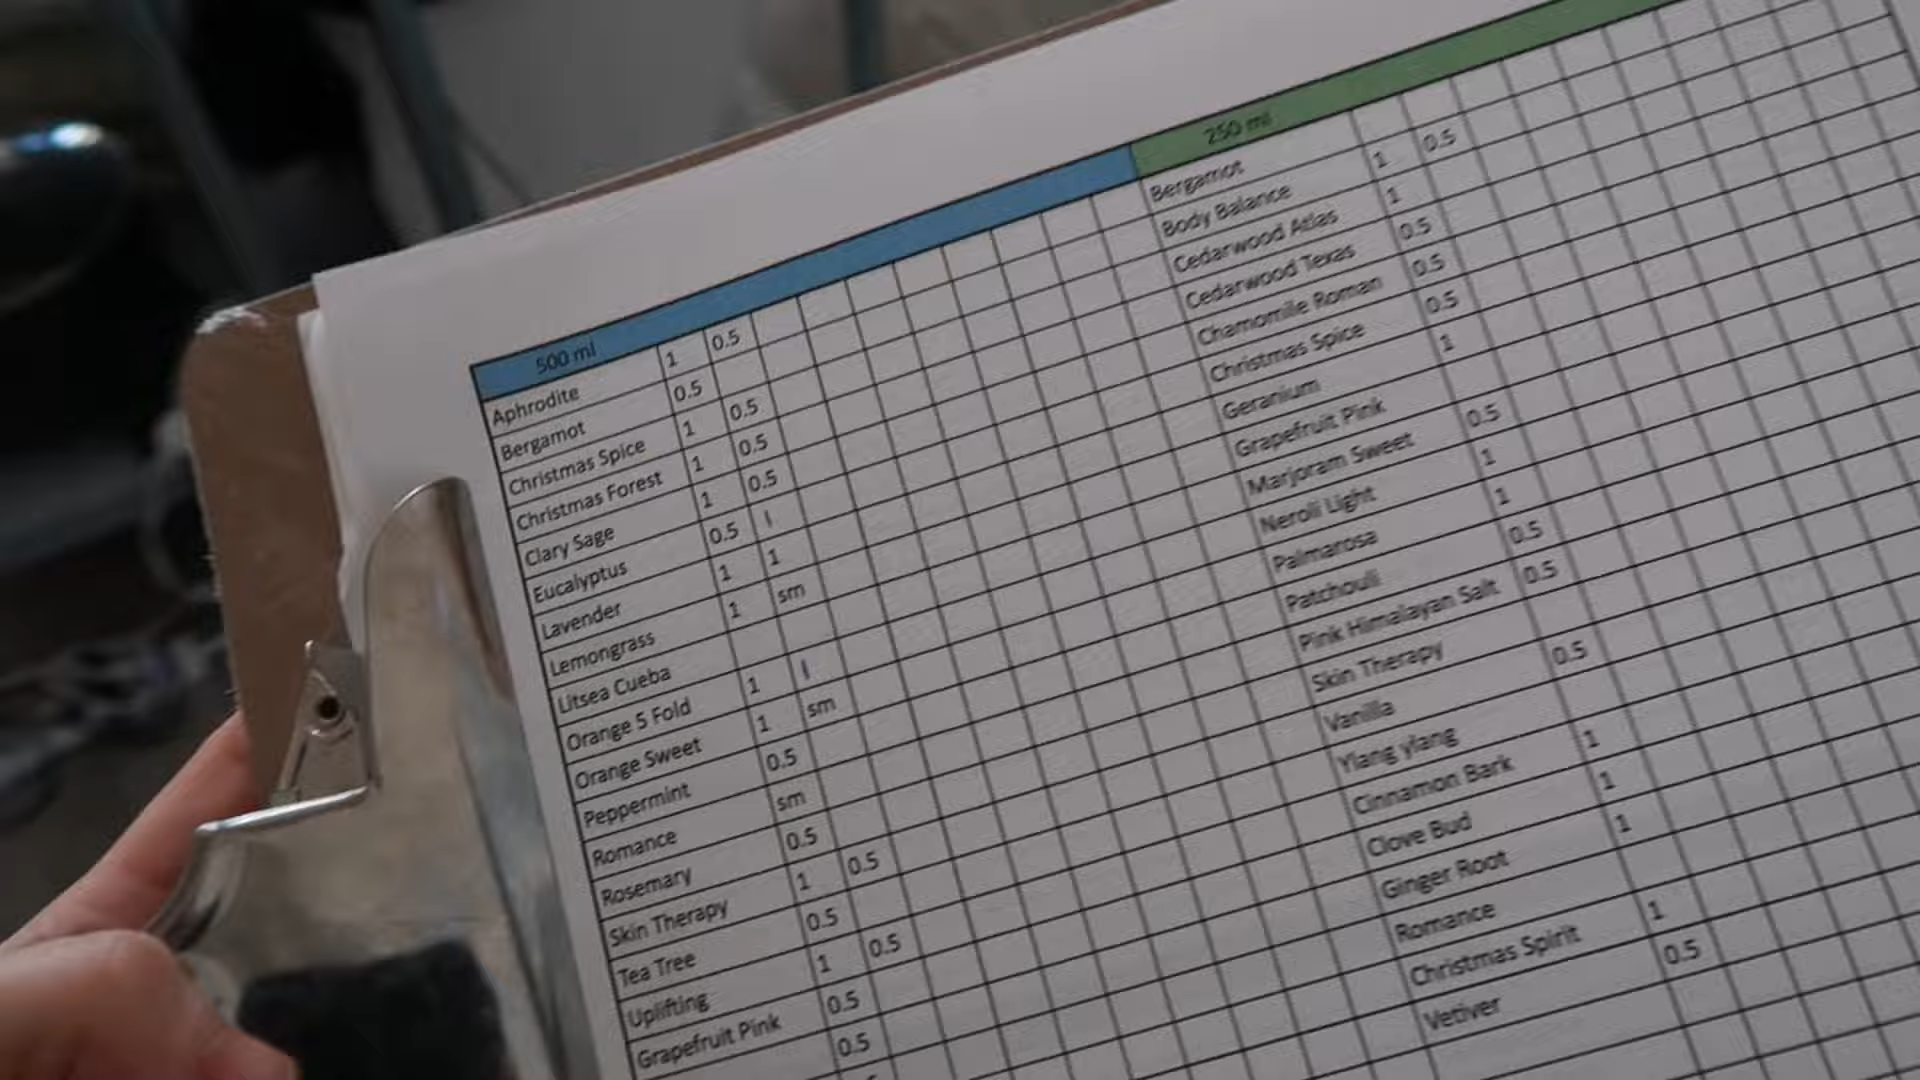 500 ml
Aphrodite 1 0.5
Bergamot 0.5
Christmas Spice 1 0.5
Christmas Forest 1 0.5
Clary Sage 1 0.5
Eucalyptus 0.5 l
Lavender 1 1
Lemongrass 1 sm
Litsea Cueba
Orange 5 Fold 1 l
Orange Sweet 1 sm
Peppermint 0.5
Romance sm
Rosemary 0.5
Skin Therapy 1 0.5
Tea Tree 0.5
Uplifting 1 0.5
Grapefruit Pink 0.5
0.5
250 ml
Bergamot
Body Balance 1 0.5
Cedarwood Atlas 1
Cedarwood Texas 0.5
Chamomile Roman 0.5
Christmas Spice 0.5
Geranium 1
Grapefruit Pink
Marjoram Sweet 0.5
Neroli Light 1
Palmarosa 1
Patchouli 0.5
Pink Himalayan Salt 0.5
Skin Therapy
Vanilla 0.5
Ylang ylang
Cinnamon Bark 1
Clove Bud 1
Ginger Root 1
Romance
Christmas Spirit 1
Vetiver 0.5